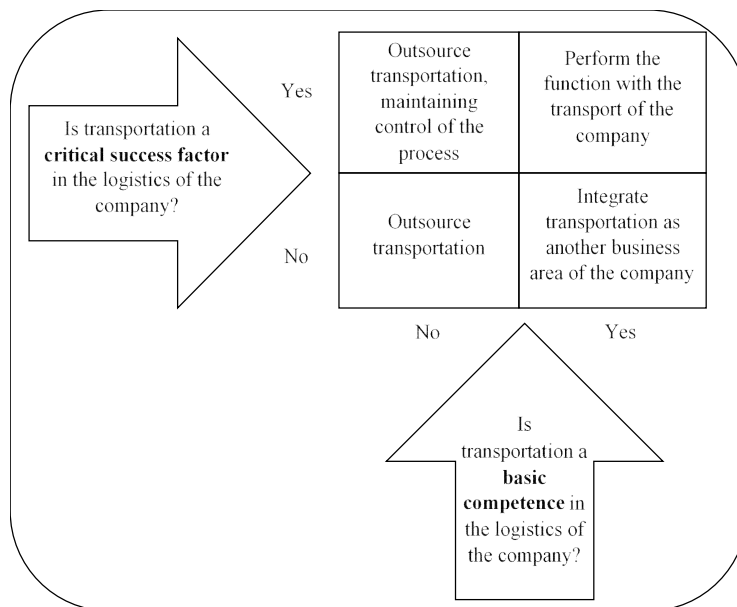 Is transportation a
critical success factor
in the logistics of the
company?
Yes
No
Outsource
transportation,
maintaining
control of the
process
Perform the
function with the
transport of the
company
Outsource
transportation
Integrate
transportation as
another business
area of the company
No
Yes
Is
transportation a
basic
competence in
the logistics of
the company?